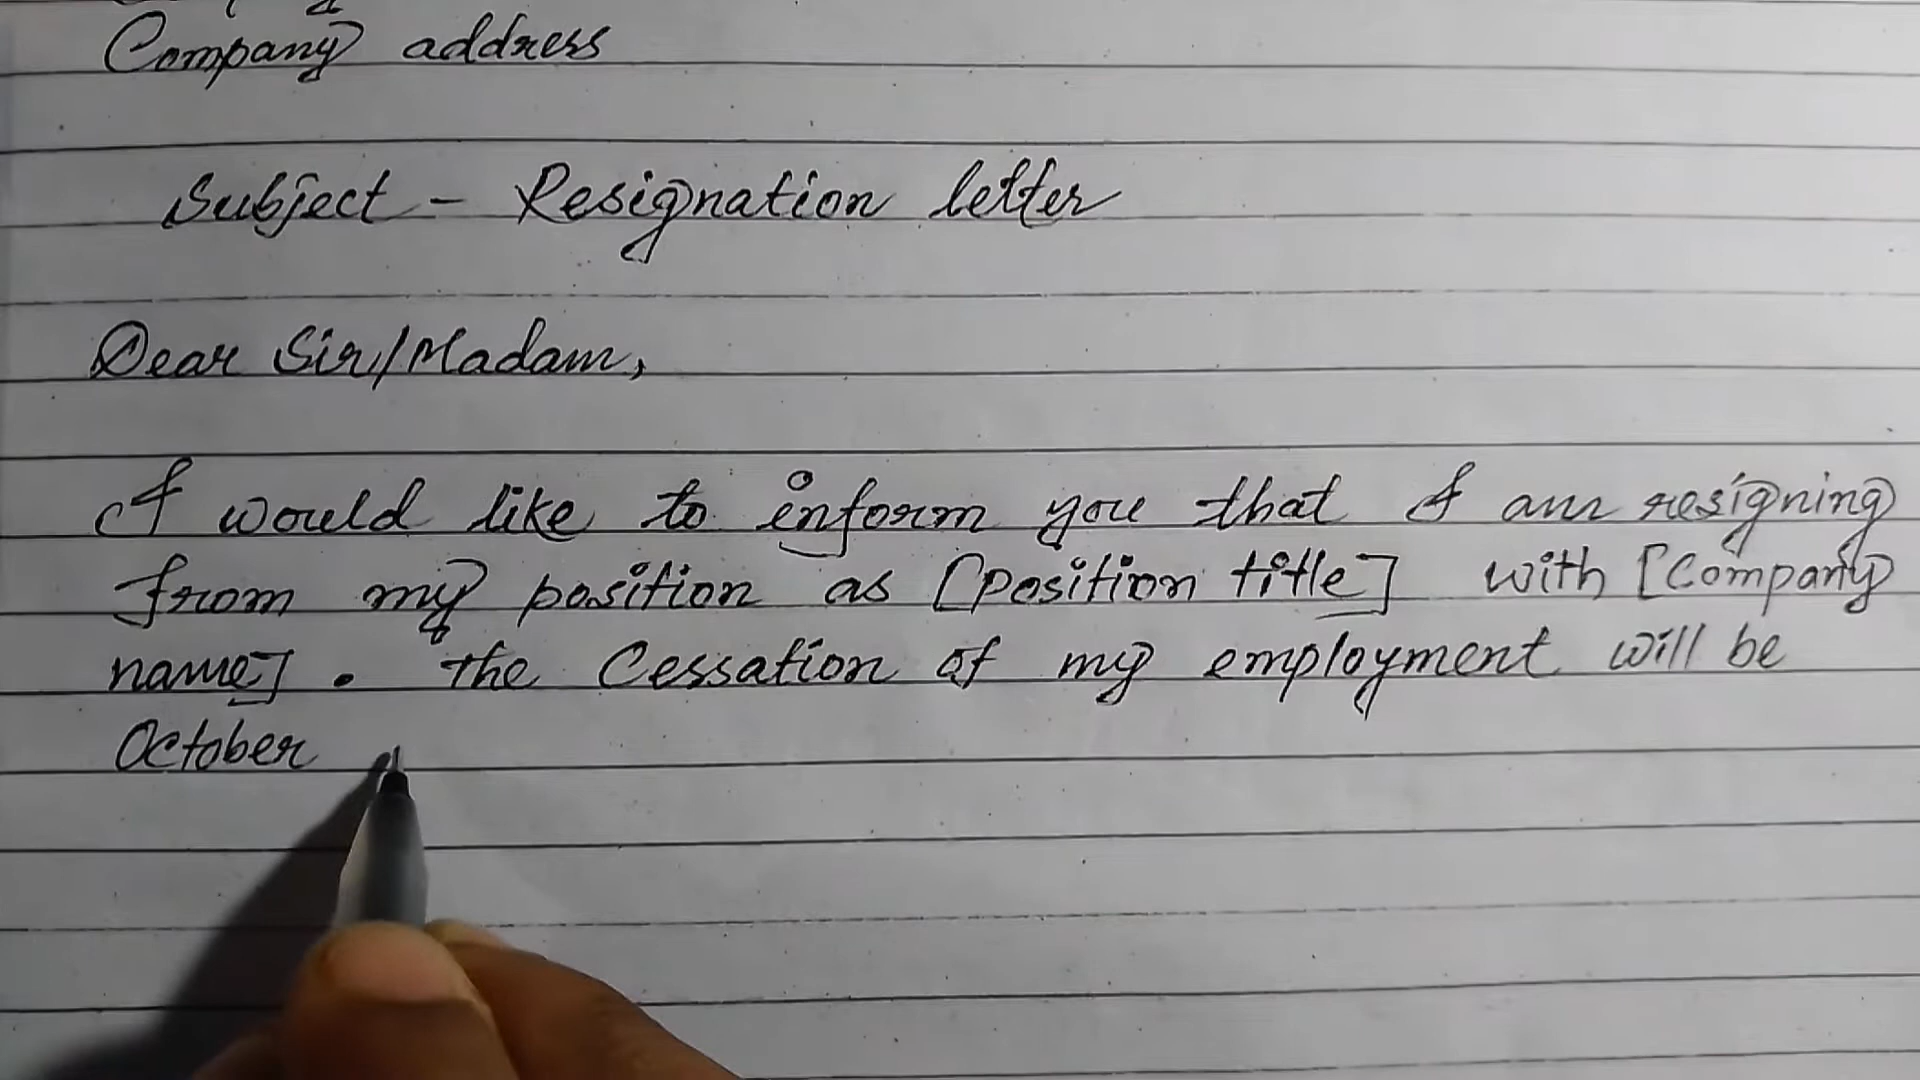 Company address
Subject - Resignation letter
Dear Sir/Madam,
I would like to inform you that I am resigning
from my position as [Position title] with [Company
name]. The Cessation of my employment will be
October